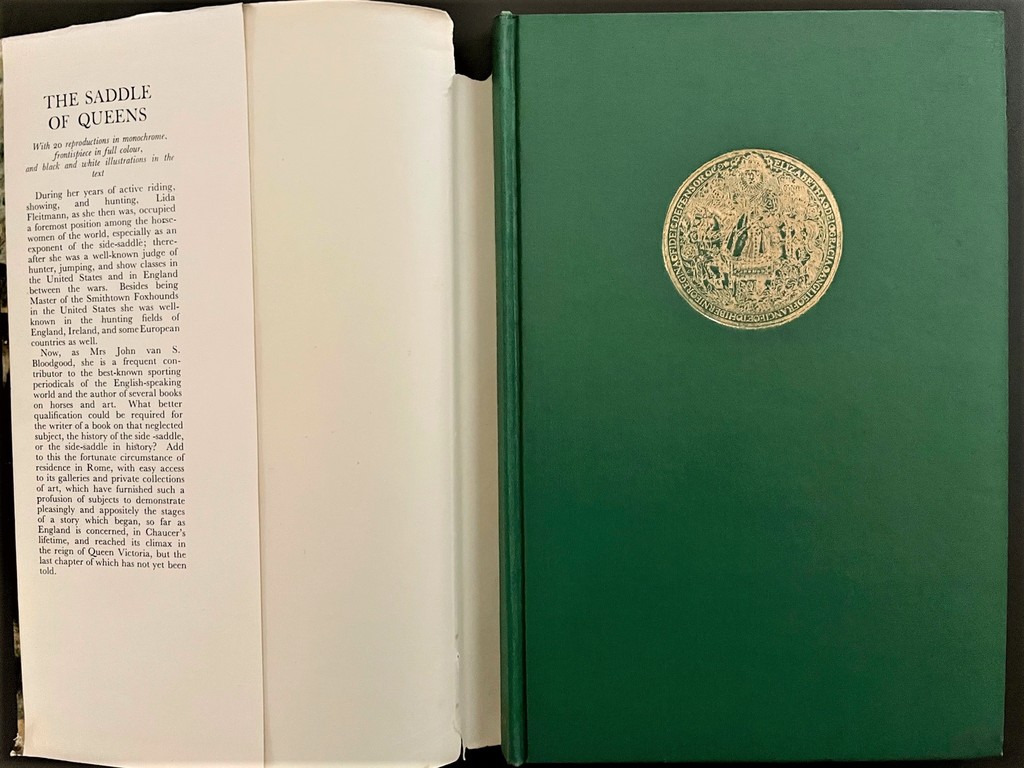 THE SADDLE
OF QUEENS
With 20 reproductions in monochrome,
frontispiece in full colour,
and black and white illustrations in the
text
During her years of active riding,
showing, and hunting, Lida
Fleitmann, as she then was, occupied
a foremost position among the horse-
women of the world, especially as an
exponent of the side-saddle; there-
after she was a well-known judge of
hunter, jumping, and show classes in
the United States and in England
between the wars. Besides being
Master of the Smithtown Foxhounds
in the United States she was well-
known in the hunting fields of
England, Ireland, and some European
countries as well.
Now, as Mrs John van S.
Bloodgood, she is a frequent con-
tributor to the best-known sporting
periodicals of the English-speaking
world and the author of several books
on horses and art. What better
qualification could be required for
the writer of a book on that neglected
subject, the history of the side -saddle,
or the side-saddle in history? Add
to this the fortunate circumstance of
residence in Rome, with easy access
to its galleries and private collections
of art, which have furnished such a
profusion of subjects to demonstrate
pleasingly and appositely the stages
of a story which began, so far as
England is concerned, in Chaucer's
lifetime, and reached its climax in
the reign of Queen Victoria, but the
last chapter of which has not yet been
told.
ELIZABETHA DEI GRACIA FIDEI DEFENSOR